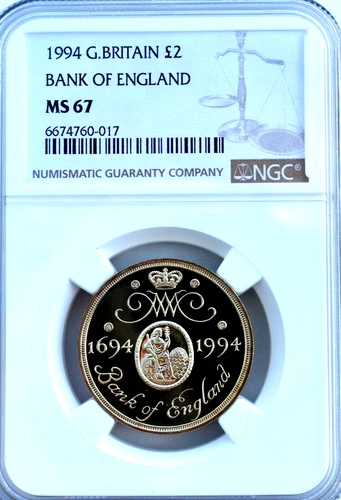 1994 G.BRITAIN £2
BANK OF ENGLAND
MS 67
6674760-017
NUMISMATIC GUARANTY COMPANY
NGC®
WM
1694 1994
Bank of England